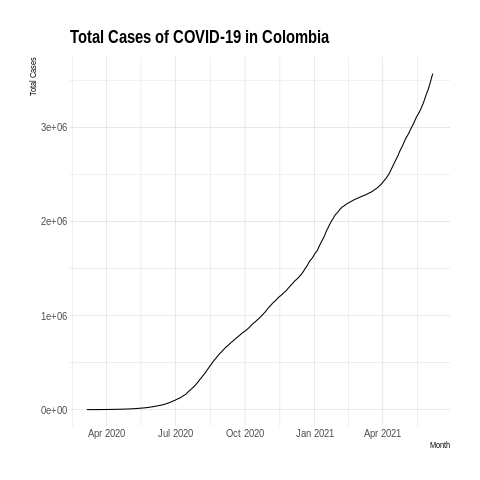 Total Cases of COVID-19 in Colombia
Total Cases
3e+06
2e+06
1e+06
0e+00
Apr 2020 Jul 2020 Oct 2020 Jan 2021 Apr 2021
Month